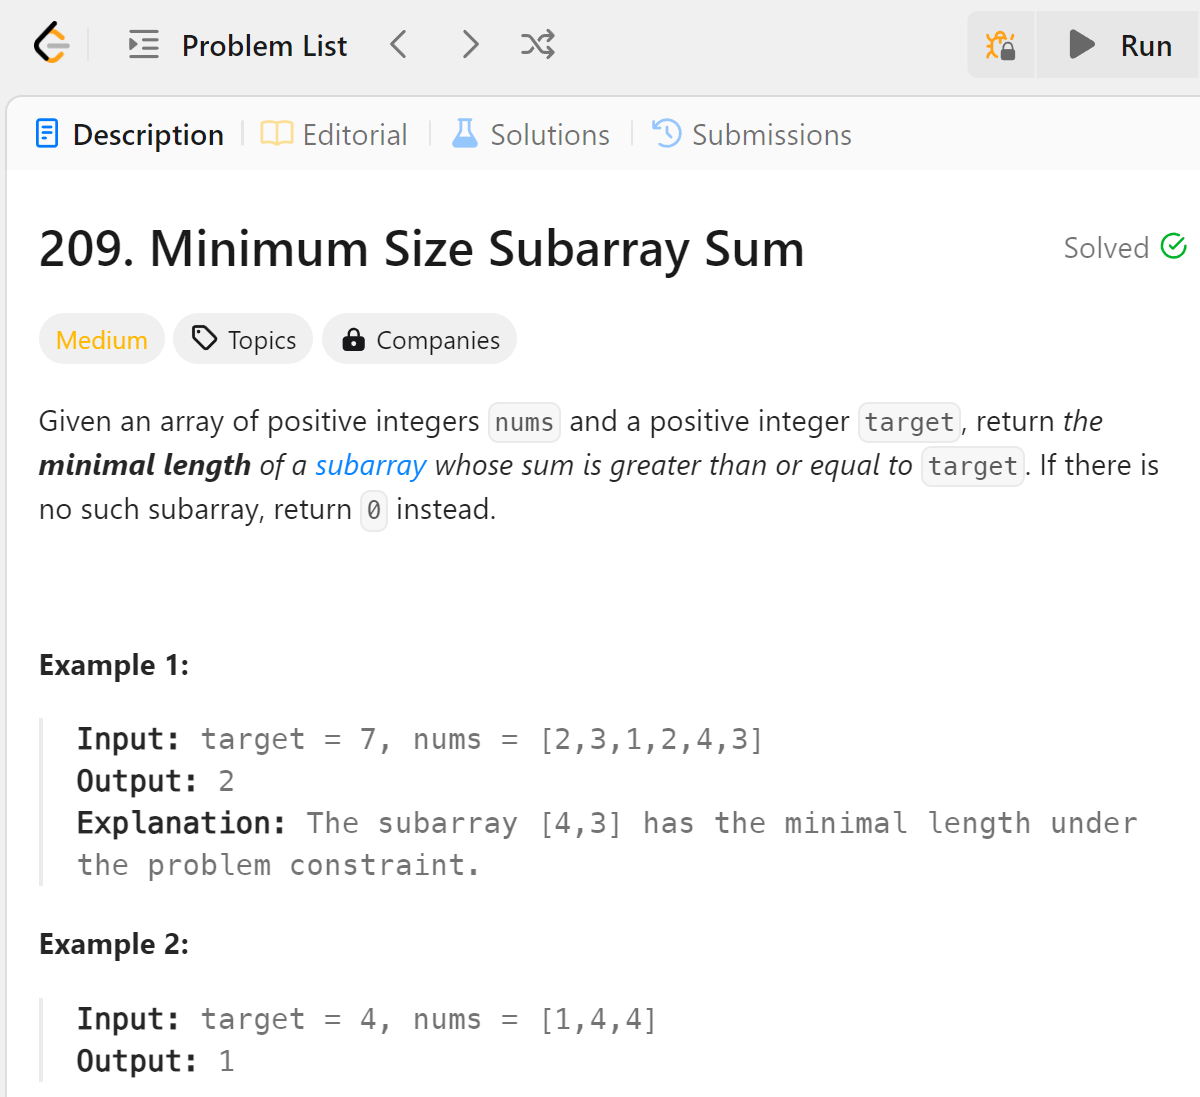 Problem List
Run
Description
Editorial
Solutions
Submissions
209. Minimum Size Subarray Sum
Solved
Medium
Topics
Companies
Given an array of positive integers nums and a positive integer target, return the
minimal length of a subarray whose sum is greater than or equal to target. If there is
no such subarray, return 0 instead.
Example 1:
Input: target = 7, nums = [2,3,1,2,4,3]
Output: 2
Explanation: The subarray [4,3] has the minimal length under
the problem constraint.
Example 2:
Input: target = 4, nums = [1,4,4]
Output: 1